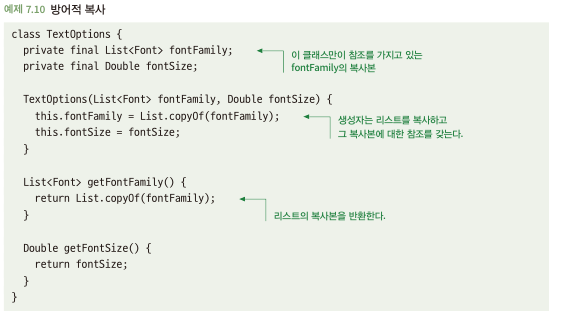 예제 7.10 방어적 복사
class TextOptions {
private final List<Font> fontFamily;
private final Double fontSize;
이 클래스만이 참조를 가지고 있는
fontFamily의 복사본
TextOptions(List<Font> fontFamily, Double fontSize) {
this.fontFamily = List.copyOf(fontFamily);
this.fontSize = fontSize;
}
생성자는 리스트를 복사하고
그 복사본에 대한 참조를 갖는다.
List<Font> getFontFamily() {
return List.copyOf(fontFamily);
}
리스트의 복사본을 반환한다.
Double getFontSize() {
return fontSize;
}
}